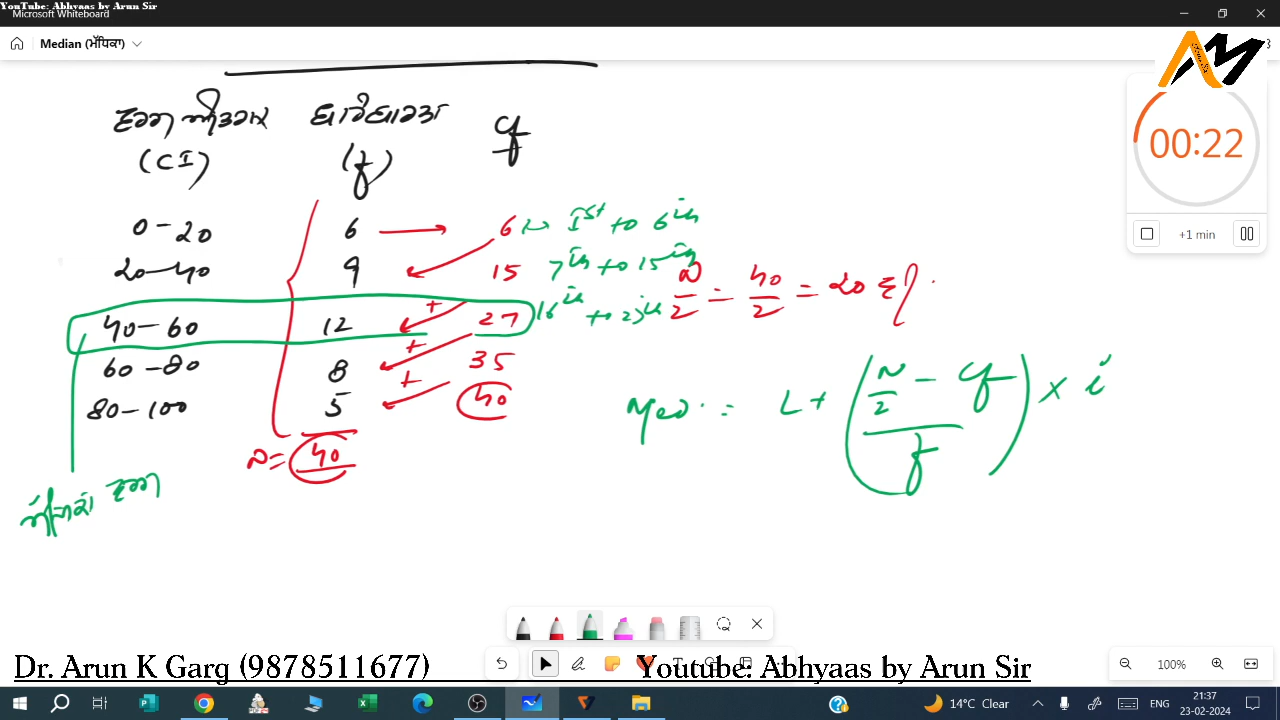 YouTube: Abhyaas by Arun Sir
Microsoft Whiteboard
Median (ਮੱਧਿਕਾ)
00:22
+1 min
ਵਰਗ ਅੰਤਰਾਲ ਬਾਰੰਬਾਰਤਾ cf
(CI) (f)
0-20 6 6 → Ist to 6th
20-40 9 15 7th to 15th
N/2 = 40/2 = 20 ਵੀਂ
40-60 12 27 16th to 27th
60-80 8 35
80-100 5 40
N= 40
Med. = L + (N/2 - cf / f) × i
ਮੱਧਿਕਾ ਵਰਗ
Dr. Arun K Garg (9878511677) Youtube: Abhyaas by Arun Sir
100%
14°C Clear
ENG
21:37
23-02-2024